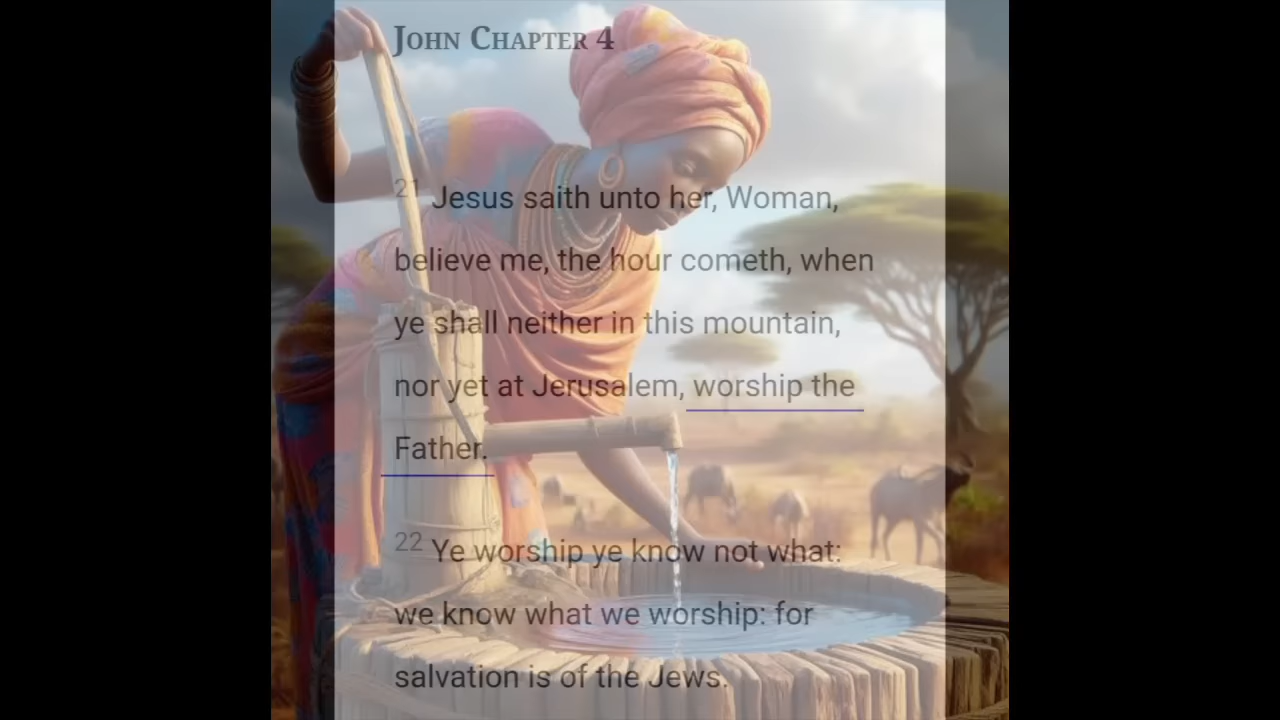 John Chapter 4
21 Jesus saith unto her, Woman,
believe me, the hour cometh, when
ye shall neither in this mountain,
nor yet at Jerusalem, worship the
Father.
22 Ye worship ye know not what:
we know what we worship: for
salvation is of the Jews.